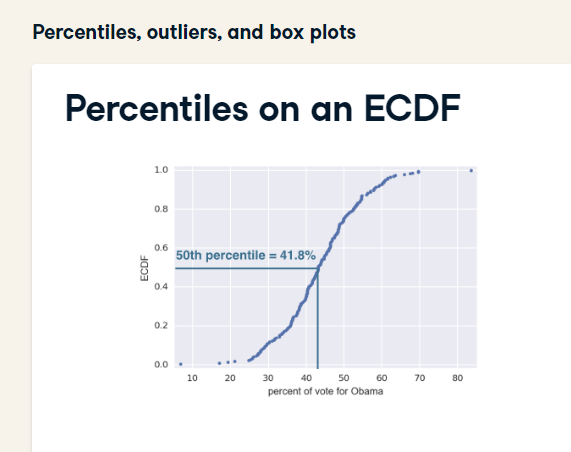 Percentiles, outliers, and box plots
Percentiles on an ECDF
1.0
0.8
0.6
50th percentile = 41.8%
ECDF
0.4
0.2
0.0
10 20 30 40 50 60 70 80
percent of vote for Obama